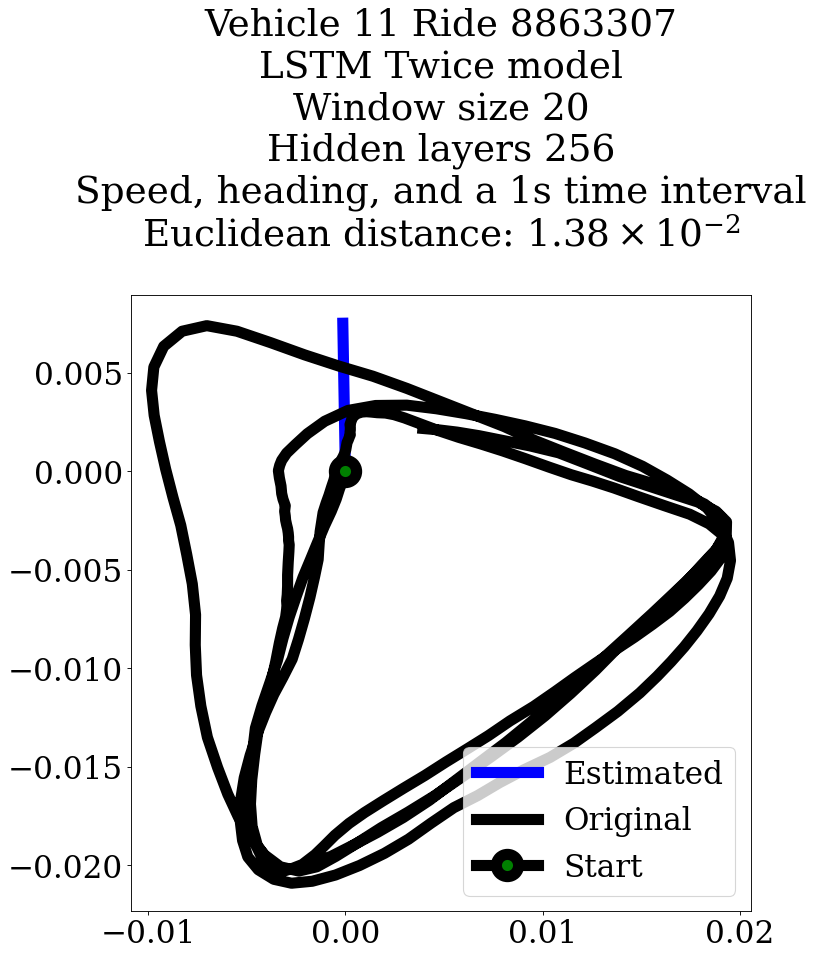 Vehicle 11 Ride 8863307
LSTM Twice model
Window size 20
Hidden layers 256
Speed, heading, and a 1s time interval
Euclidean distance: 1.38 × 10⁻²
0.005
0.000
−0.005
−0.010
−0.015
−0.020
Estimated
Original
Start
−0.01
0.00
0.01
0.02